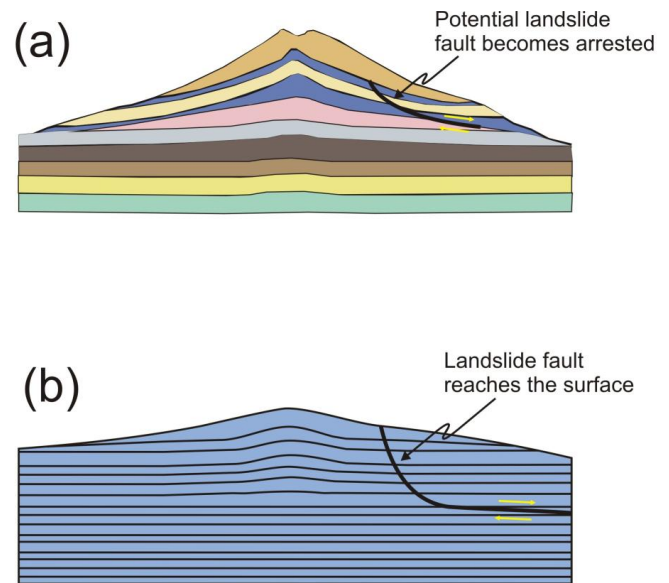 (a)
Potential landslide
fault becomes arrested
(b)
Landslide fault
reaches the surface